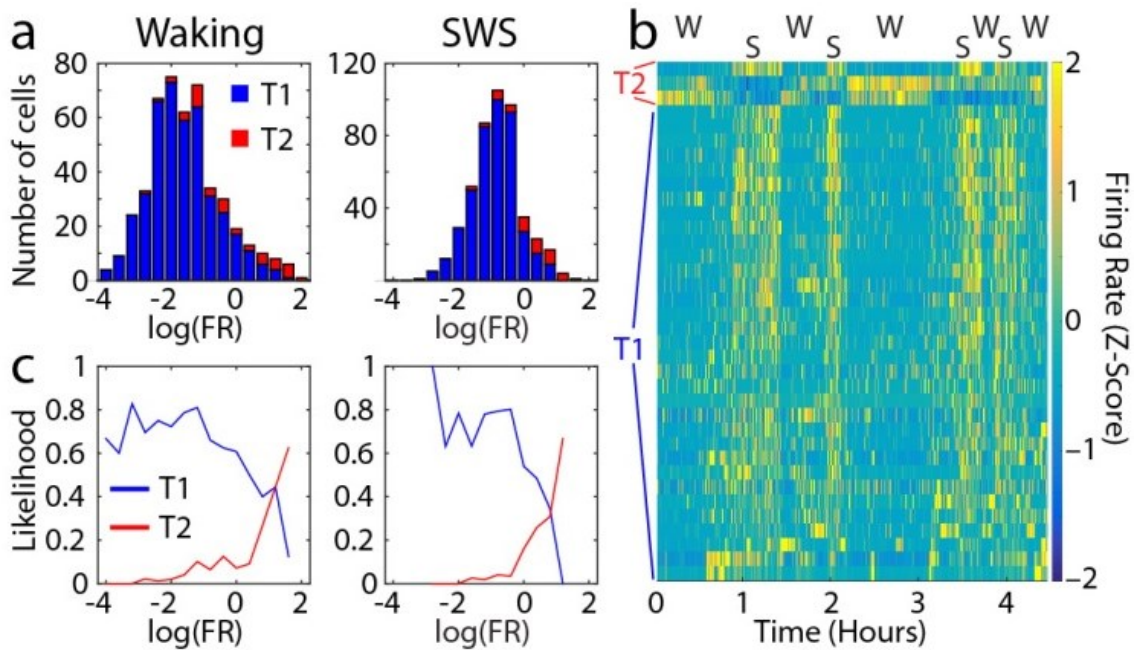 a
Waking
SWS
b
W
S
W
S
W
S
W
S
W
80
60
40
20
0
Number of cells
T1
T2
-4
-2
0
2
log(FR)
120
80
40
0
-4
-2
0
2
log(FR)
T2
T1
0
1
2
3
4
Time (Hours)
2
1
0
−1
−2
Firing Rate (Z-Score)
c
1
0.8
0.6
0.4
0.2
0
Likelihood
T1
T2
-4
-2
0
2
log(FR)
1
0.8
0.6
0.4
0.2
0
-4
-2
0
2
log(FR)